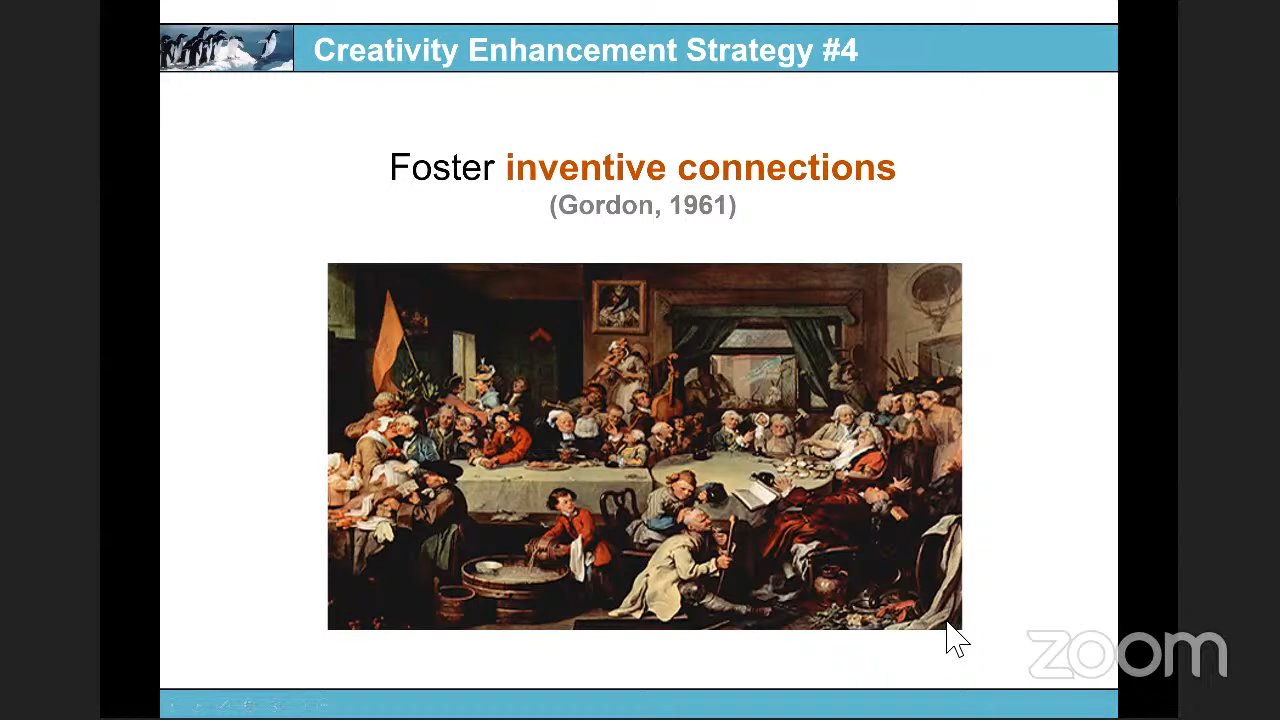 Creativity Enhancement Strategy #4
Foster inventive connections
(Gordon, 1961)
zoom